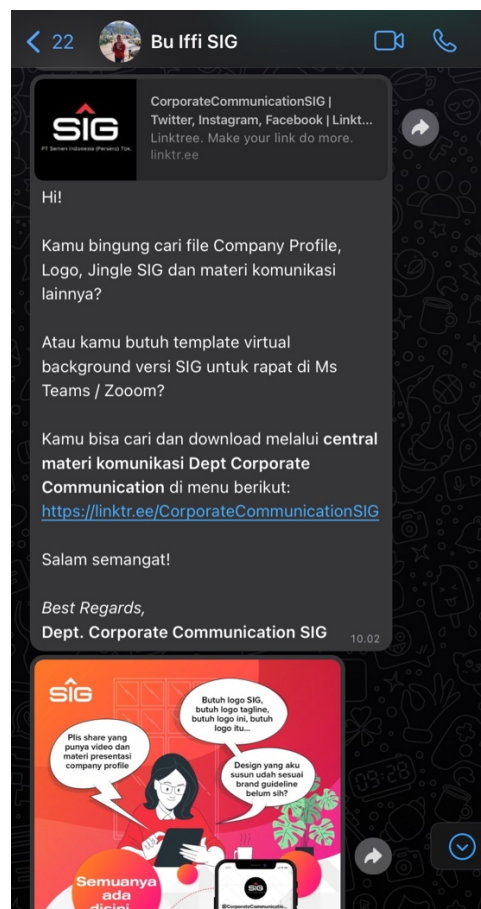 22
Bu Iffi SIG
SIG
PT Semen Indonesia (Persero) Tbk.
CorporateCommunicationSIG |
Twitter, Instagram, Facebook | Linkt...
Linktree. Make your link do more.
linktr.ee
Hi!
Kamu bingung cari file Company Profile,
Logo, Jingle SIG dan materi komunikasi
lainnya?
Atau kamu butuh template virtual
background versi SIG untuk rapat di Ms
Teams / Zooom?
Kamu bisa cari dan download melalui central
materi komunikasi Dept Corporate
Communication di menu berikut:
https://linktr.ee/CorporateCommunicationSIG
Salam semangat!
Best Regards,
Dept. Corporate Communication SIG
10.02
SIG
Butuh logo SIG,
butuh logo tagline,
butuh logo ini, butuh
logo itu...
Plis share yang
punya video dan
materi presentasi
company profile
Design yang aku
susun udah sesuai
brand guideline
belum sih?
Semuanya
ada
disini
SIG
@CorporateCommunicatio...